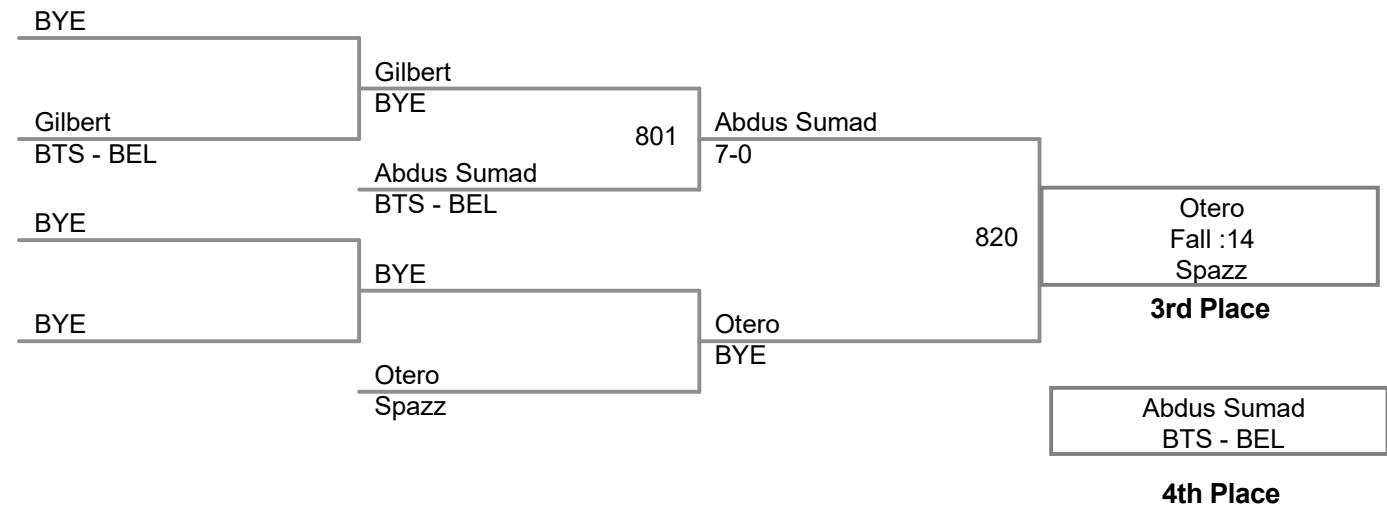 BYE
Gilbert
BTS - BEL
BYE
BYE
Gilbert
BYE
801
Abdus Sumad
BTS - BEL
BYE
Otero
Spazz
Abdus Sumad
7-0
820
Otero
BYE
Otero
Fall :14
Spazz
3rd Place
Abdus Sumad
BTS - BEL
4th Place